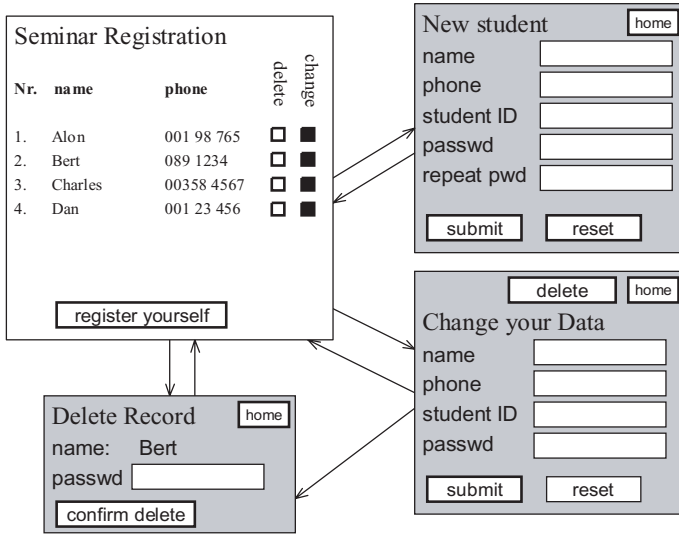 Seminar Registration
Nr. name phone delete change
1. Alon 001 98 765
2. Bert 089 1234
3. Charles 00358 4567
4. Dan 001 23 456
register yourself
New student home
name
phone
student ID
passwd
repeat pwd
submit reset
delete home
Change your Data
name
phone
student ID
passwd
submit reset
Delete Record home
name: Bert
passwd
confirm delete